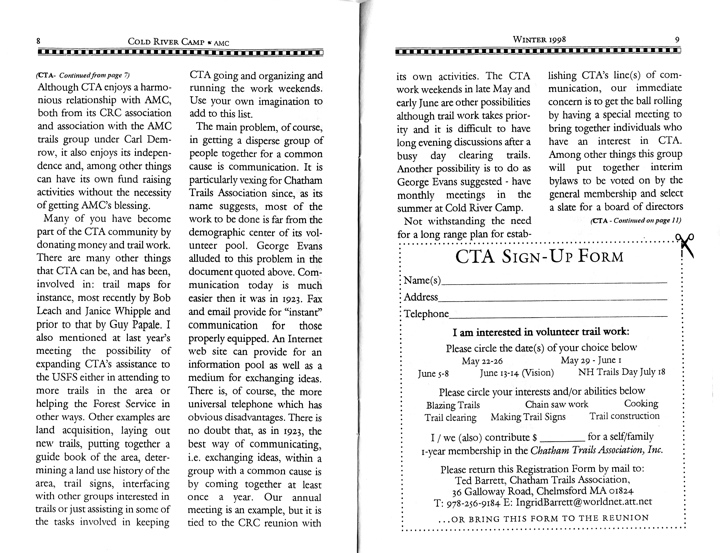 8 COLD RIVER CAMP ▪ AMC
(CTA- Continued from page 7)
Although CTA enjoys a harmo-
nious relationship with AMC,
both from its CRC association
and association with the AMC
trails group under Carl Dem-
row, it also enjoys its indepen-
dence and, among other things
can have its own fund raising
activities without the necessity
of getting AMC's blessing.
Many of you have become
part of the CTA community by
donating money and trail work.
There are many other things
that CTA can be, and has been,
involved in: trail maps for
instance, most recently by Bob
Leach and Janice Whipple and
prior to that by Guy Papale. I
also mentioned at last year's
meeting the possibility of
expanding CTA's assistance to
the USFS either in attending to
more trails in the area or
helping the Forest Service in
other ways. Other examples are
land acquisition, laying out
new trails, putting together a
guide book of the area, deter-
mining a land use history of the
area, trail signs, interfacing
with other groups interested in
trails or just assisting in some of
the tasks involved in keeping
CTA going and organizing and
running the work weekends.
Use your own imagination to
add to this list.
The main problem, of course,
in getting a disperse group of
people together for a common
cause is communication. It is
particularly vexing for Chatham
Trails Association since, as its
name suggests, most of the
work to be done is far from the
demographic center of its vol-
unteer pool. George Evans
alluded to this problem in the
document quoted above. Com-
munication today is much
easier then it was in 1923. Fax
and email provide for "instant"
communication for those
properly equipped. An Internet
web site can provide for an
information pool as well as a
medium for exchanging ideas.
There is, of course, the more
universal telephone which has
obvious disadvantages. There is
no doubt that, as in 1923, the
best way of communicating,
i.e. exchanging ideas, within a
group with a common cause is
by coming together at least
once a year. Our annual
meeting is an example, but it is
tied to the CRC reunion with
WINTER 1998 9
its own activities. The CTA
work weekends in late May and
early June are other possibilities
although trail work takes prior-
ity and it is difficult to have
long evening discussions after a
busy day clearing trails.
Another possibility is to do as
George Evans suggested - have
monthly meetings in the
summer at Cold River Camp.
Not withstanding the need
for a long range plan for estab-
lishing CTA's line(s) of com-
munication, our immediate
concern is to get the ball rolling
by having a special meeting to
bring together individuals who
have an interest in CTA.
Among other things this group
will put together interim
bylaws to be voted on by the
general membership and select
a slate for a board of directors
(CTA - Continued on page 11)
CTA SIGN-UP FORM
Name(s)
Address
Telephone
I am interested in volunteer trail work:
Please circle the date(s) of your choice below
May 22-26 May 29 - June 1
June 5-8 June 13-14 (Vision) NH Trails Day July 18
Please circle your interests and/or abilities below
Blazing Trails Chain saw work Cooking
Trail clearing Making Trail Signs Trail construction
I / we (also) contribute $ ________ for a self/family
1-year membership in the Chatham Trails Association, Inc.
Please return this Registration Form by mail to:
Ted Barrett, Chatham Trails Association,
36 Galloway Road, Chelmsford MA 01824
T: 978-256-9184 E: IngridBarrett@worldnet.att.net
...OR BRING THIS FORM TO THE REUNION